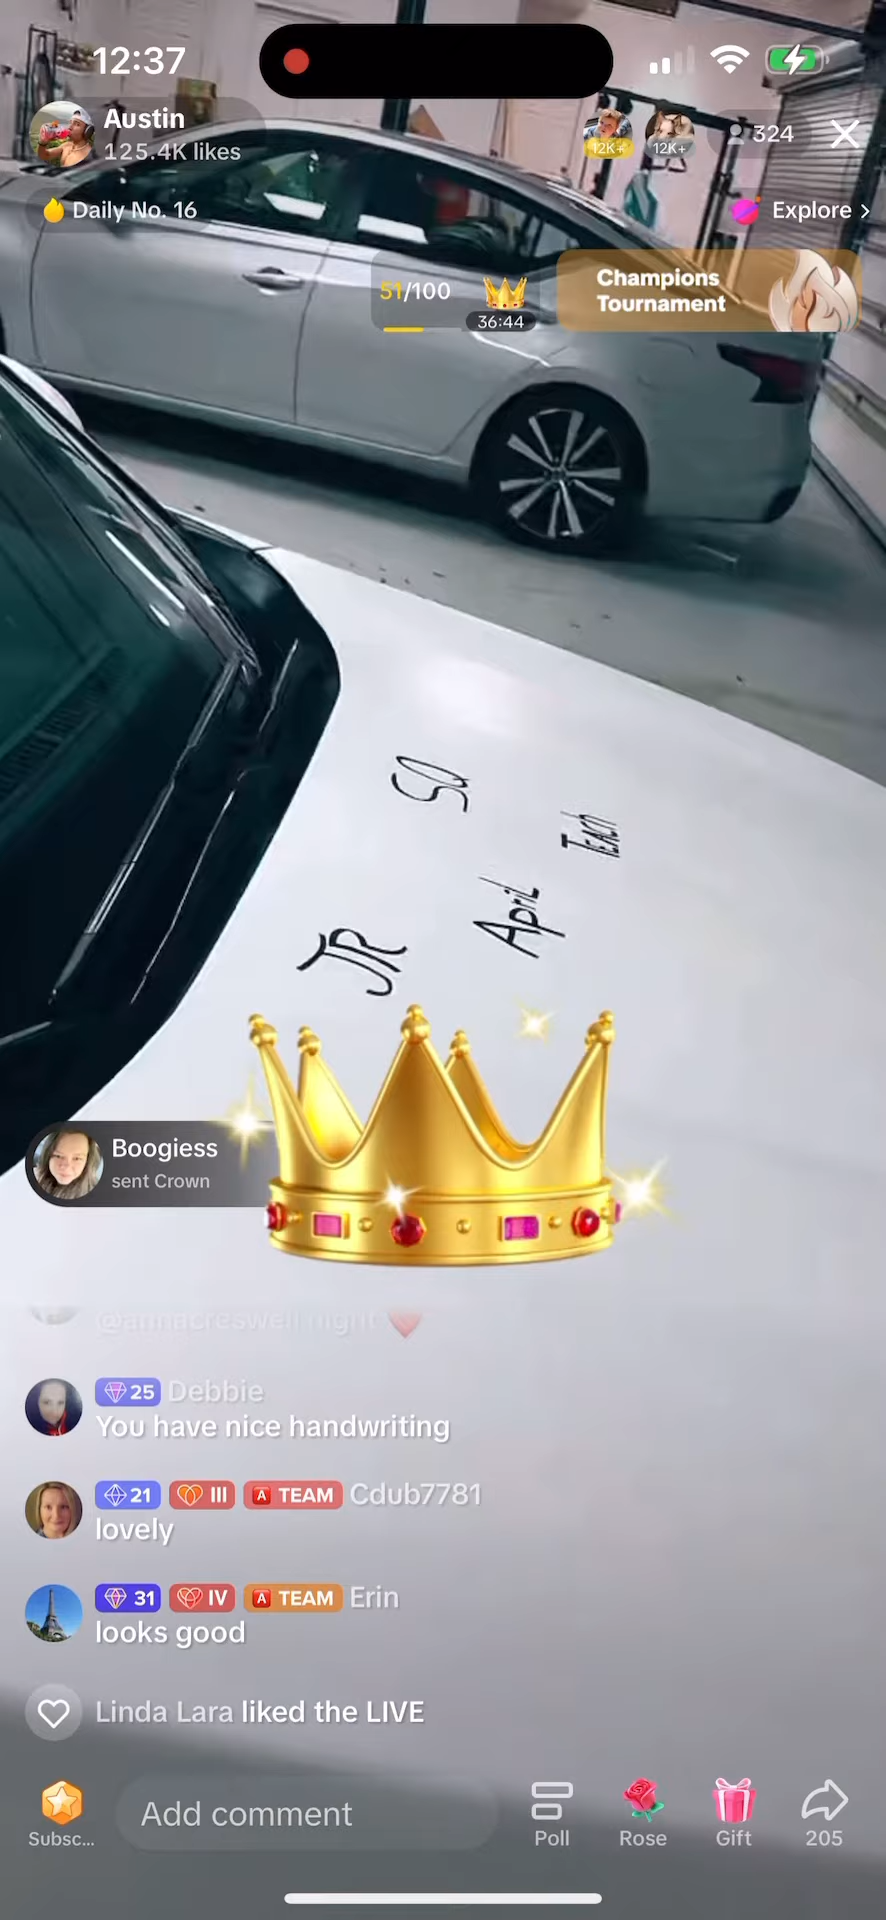 12:37
Austin
125.4K likes
12K+
12K+
324
Daily No. 16
Explore >
51/100
36:44
Champions
Tournament
SQ
TEACH
April
JR
Boogiess
sent Crown
25 Debbie
You have nice handwriting
21 III A TEAM Cdub7781
lovely
31 IV A TEAM Erin
looks good
Linda Lara liked the LIVE
Add comment
Subsc...
Poll
Rose
Gift
205